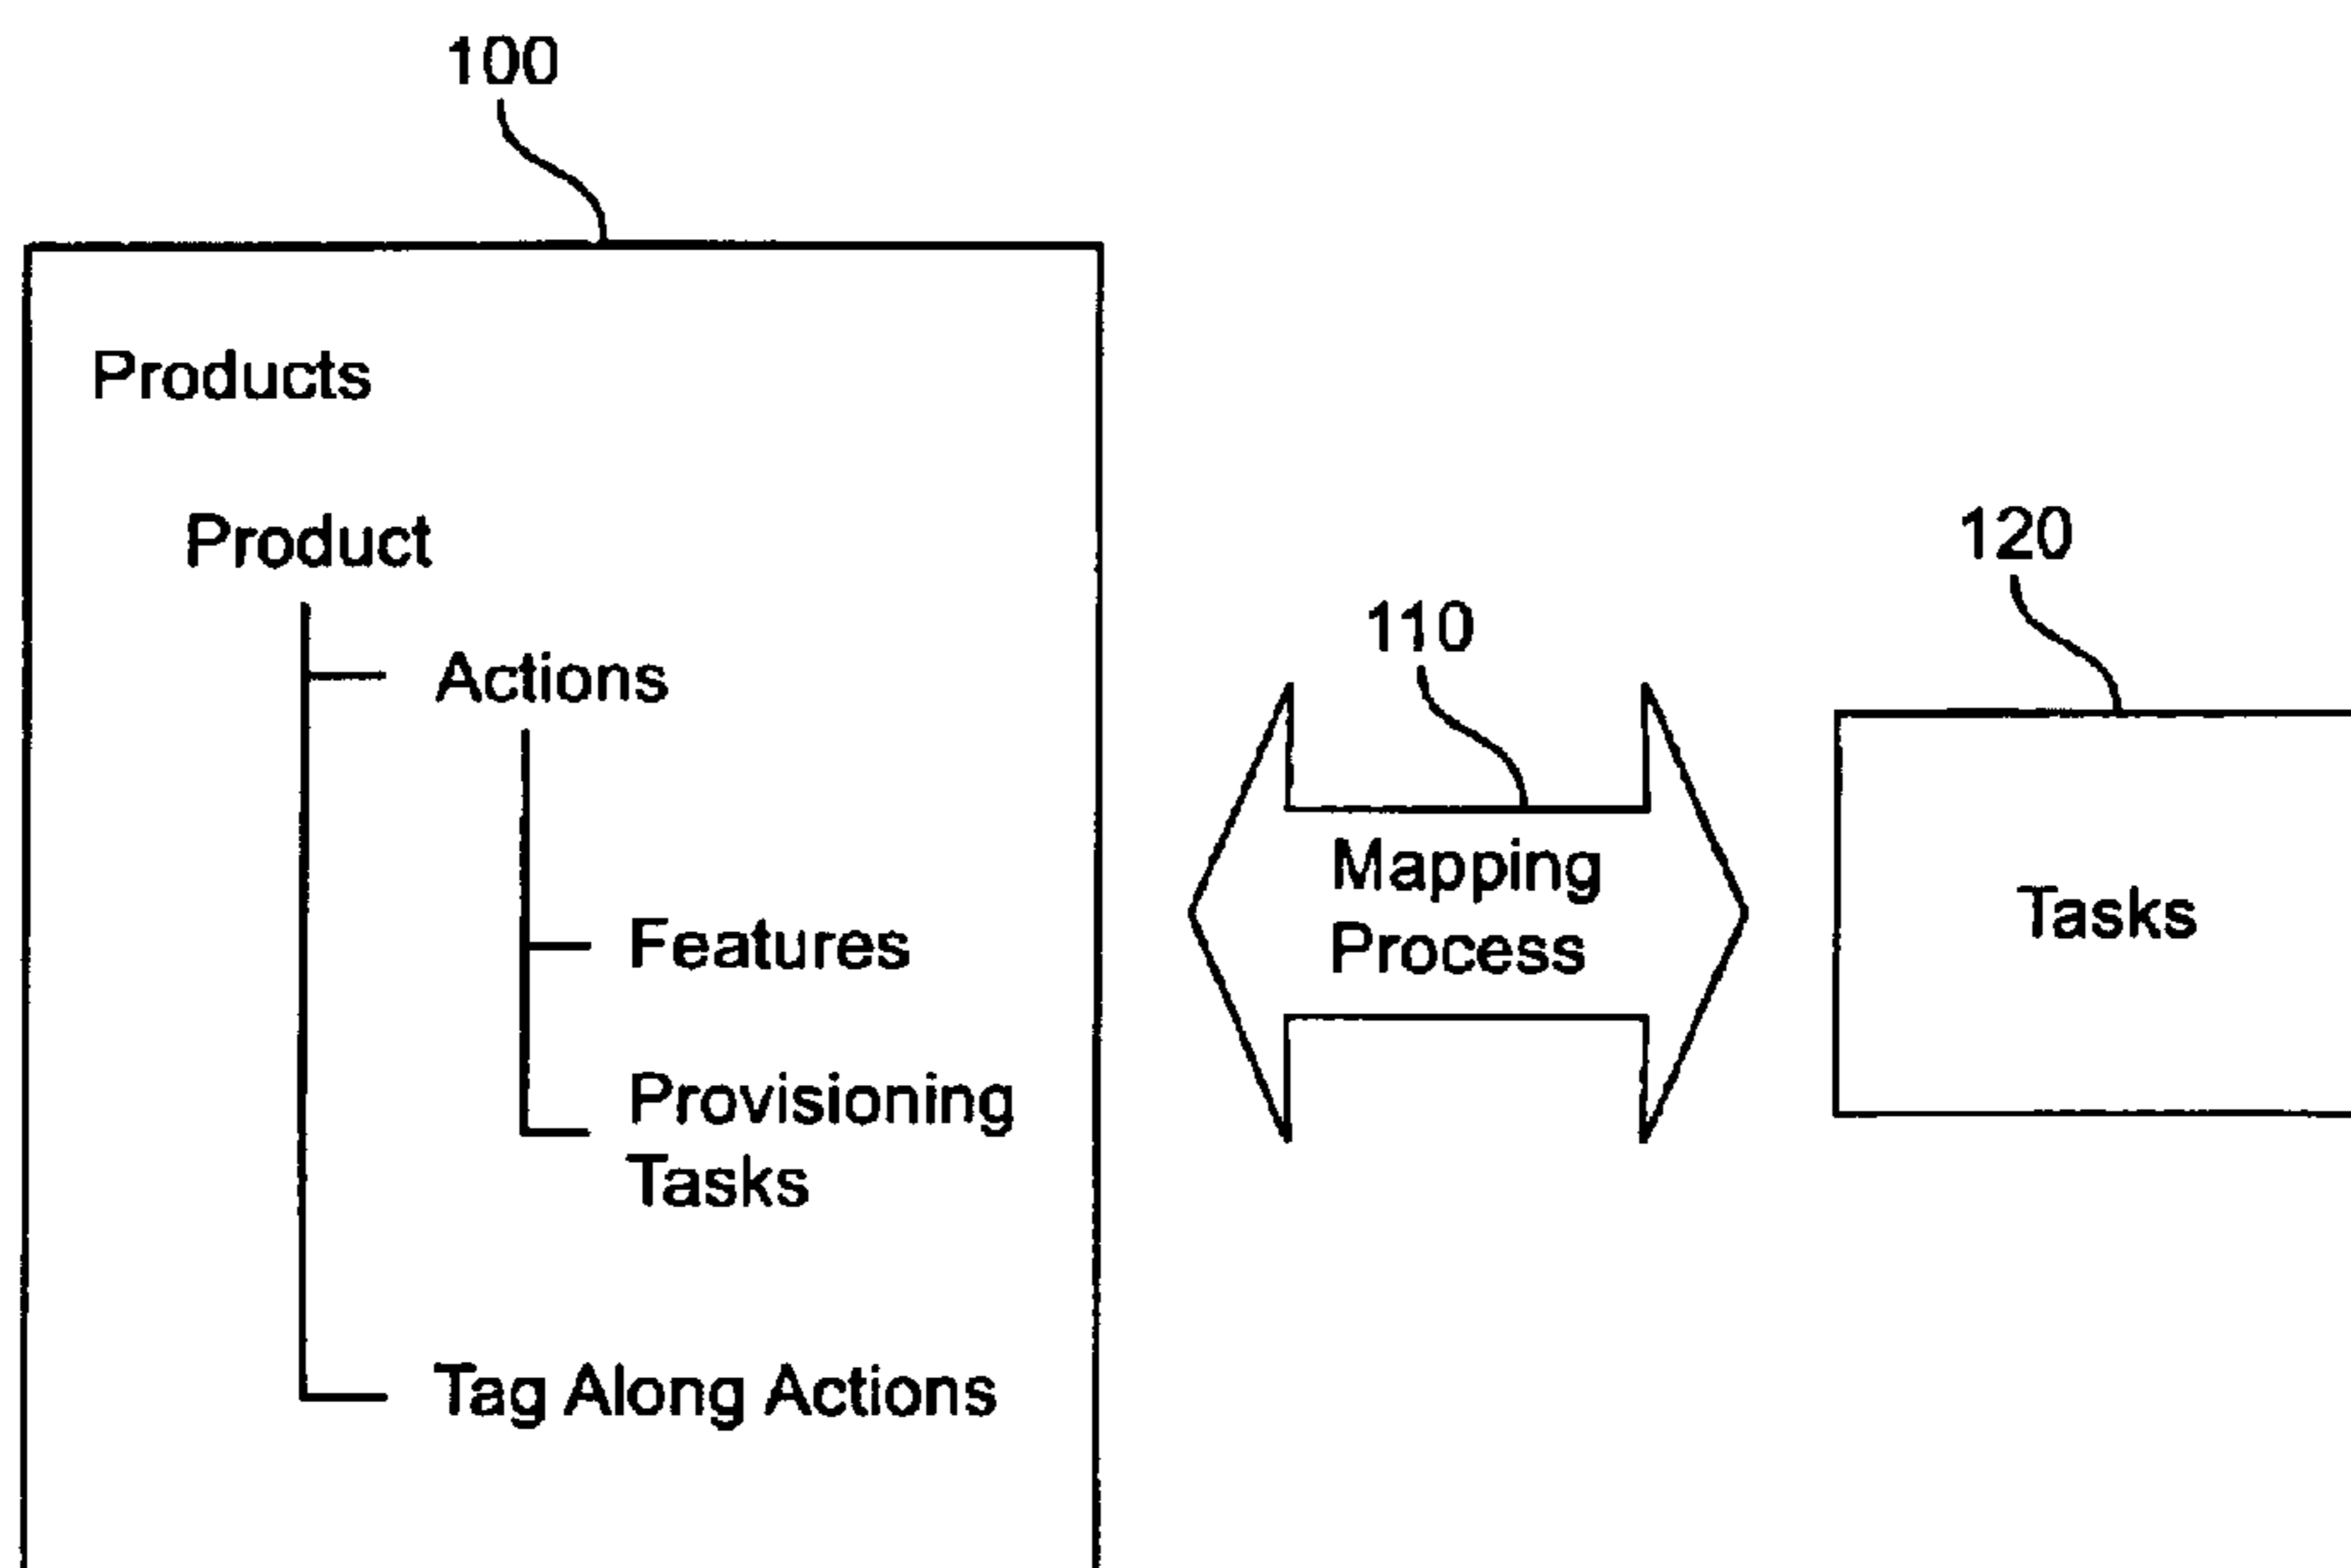 100
Products
Product
Actions
Features
Provisioning
Tasks
Tag Along Actions
110
Mapping
Process
120
Tasks